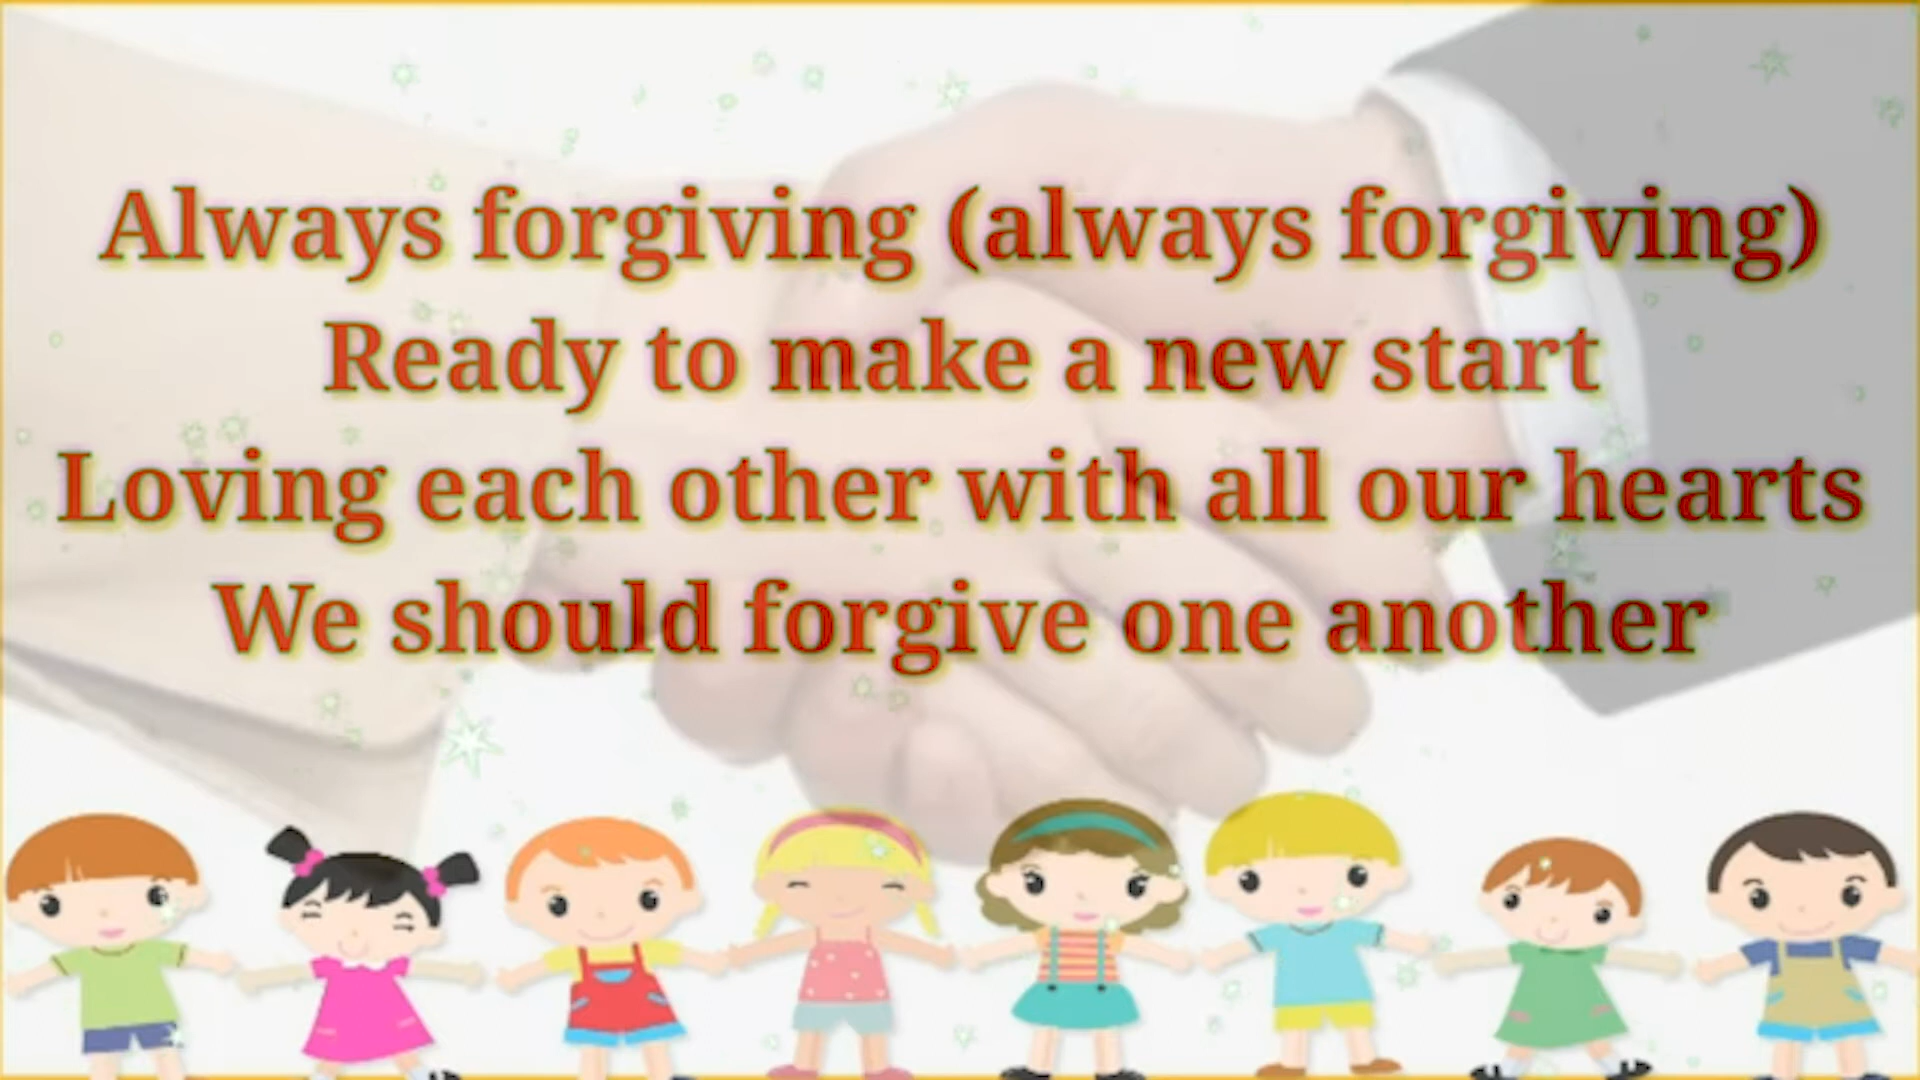 Always forgiving (always forgiving)
Ready to make a new start
Loving each other with all our hearts
We should forgive one another